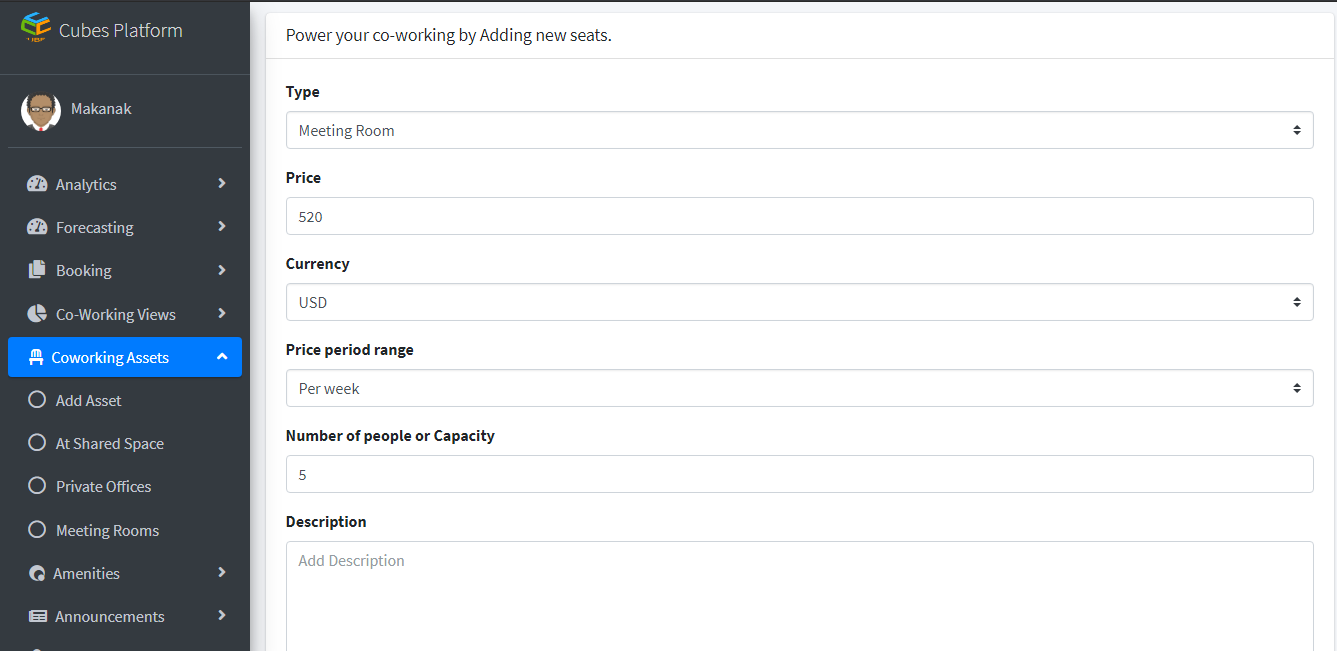 Cubes Platform
Makanak
Analytics
Forecasting
Booking
Co-Working Views
Coworking Assets
Add Asset
At Shared Space
Private Offices
Meeting Rooms
Amenities
Announcements
Power your co-working by Adding new seats.
Type
Meeting Room
Price
520
Currency
USD
Price period range
Per week
Number of people or Capacity
5
Description
Add Description